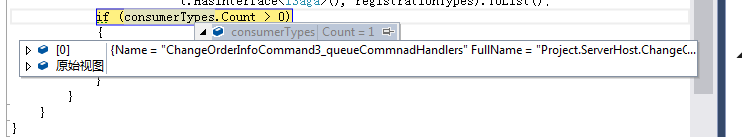 t.HasInterface<ISaga>(), registrationTypes).ToList();
if (consumerTypes.Count > 0)
{
consumerTypes Count = 1
[0] {Name = "ChangeOrderInfoCommand3_queueCommnadHandlers" FullName = "Project.ServerHost.ChangeC...
原始视图
}
}
}
}